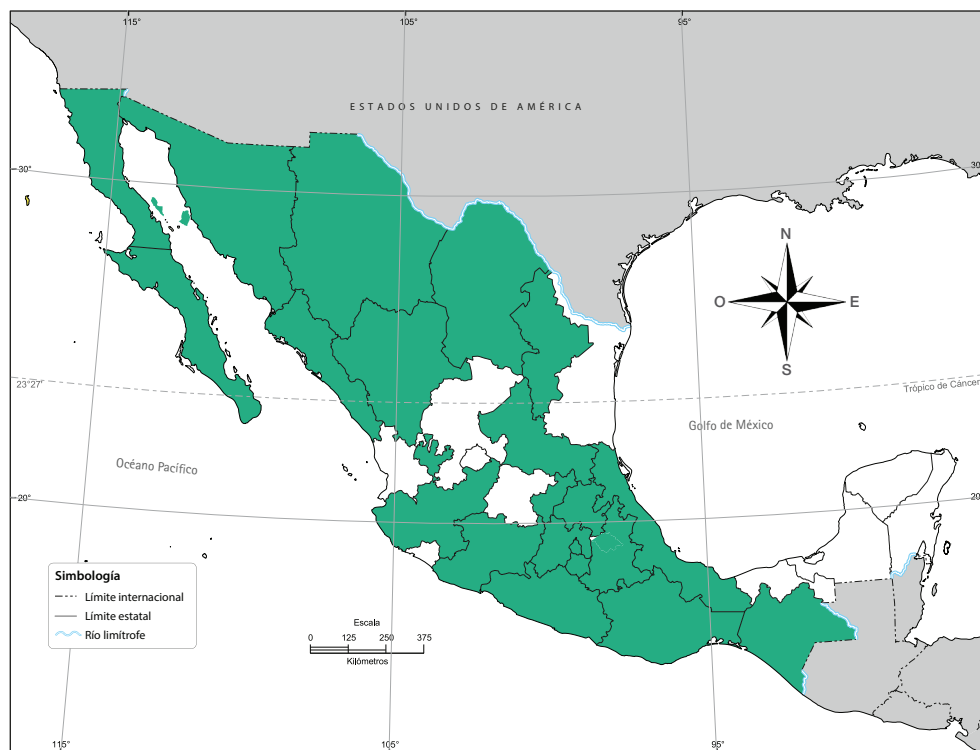 115°
105°
95°
ESTADOS UNIDOS DE AMÉRICA
30°
30°
N
O
E
S
23°27'
Trópico de Cáncer
Golfo de México
Océano Pacífico
20°
20°
Simbología
Límite internacional
Límite estatal
Río limítrofe
Escala
0 125 250 375
Kilómetros
115°
105°
95°